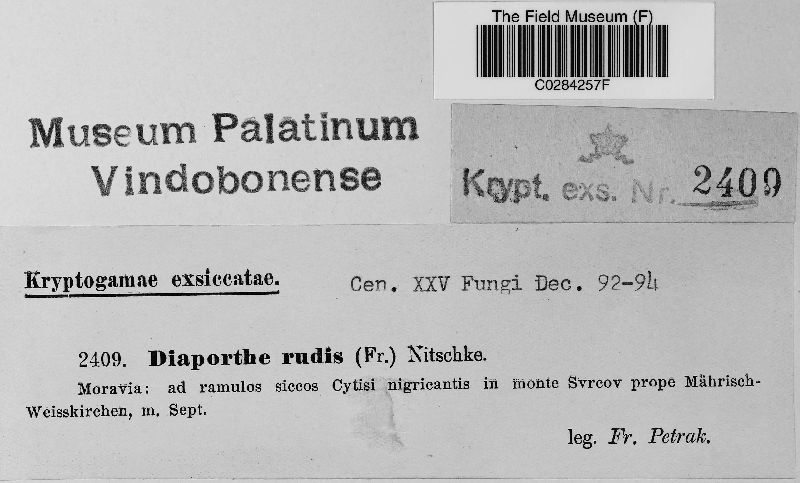 The Field Museum (F)
C0284257F
Museum Palatinum
Vindobonense
Krypt. exs. Nr. 2409
Kryptogamae exsiccatae.
Cen. XXV Fungi Dec. 92-94
2409. Diaporthe rudis (Fr.) Nitschke.
Moravia: ad ramulos siccos Cytisi nigricantis in monte Svrcov prope Mährisch-
Weisskirchen, m. Sept.
leg. Fr. Petrak.